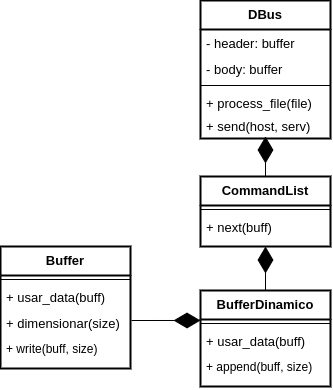 DBus
- header: buffer
- body: buffer
+ process_file(file)
+ send(host, serv)
CommandList
+ next(buff)
Buffer
+ usar_data(buff)
+ dimensionar(size)
+ write(buff, size)
BufferDinamico
+ usar_data(buff)
+ append(buff, size)